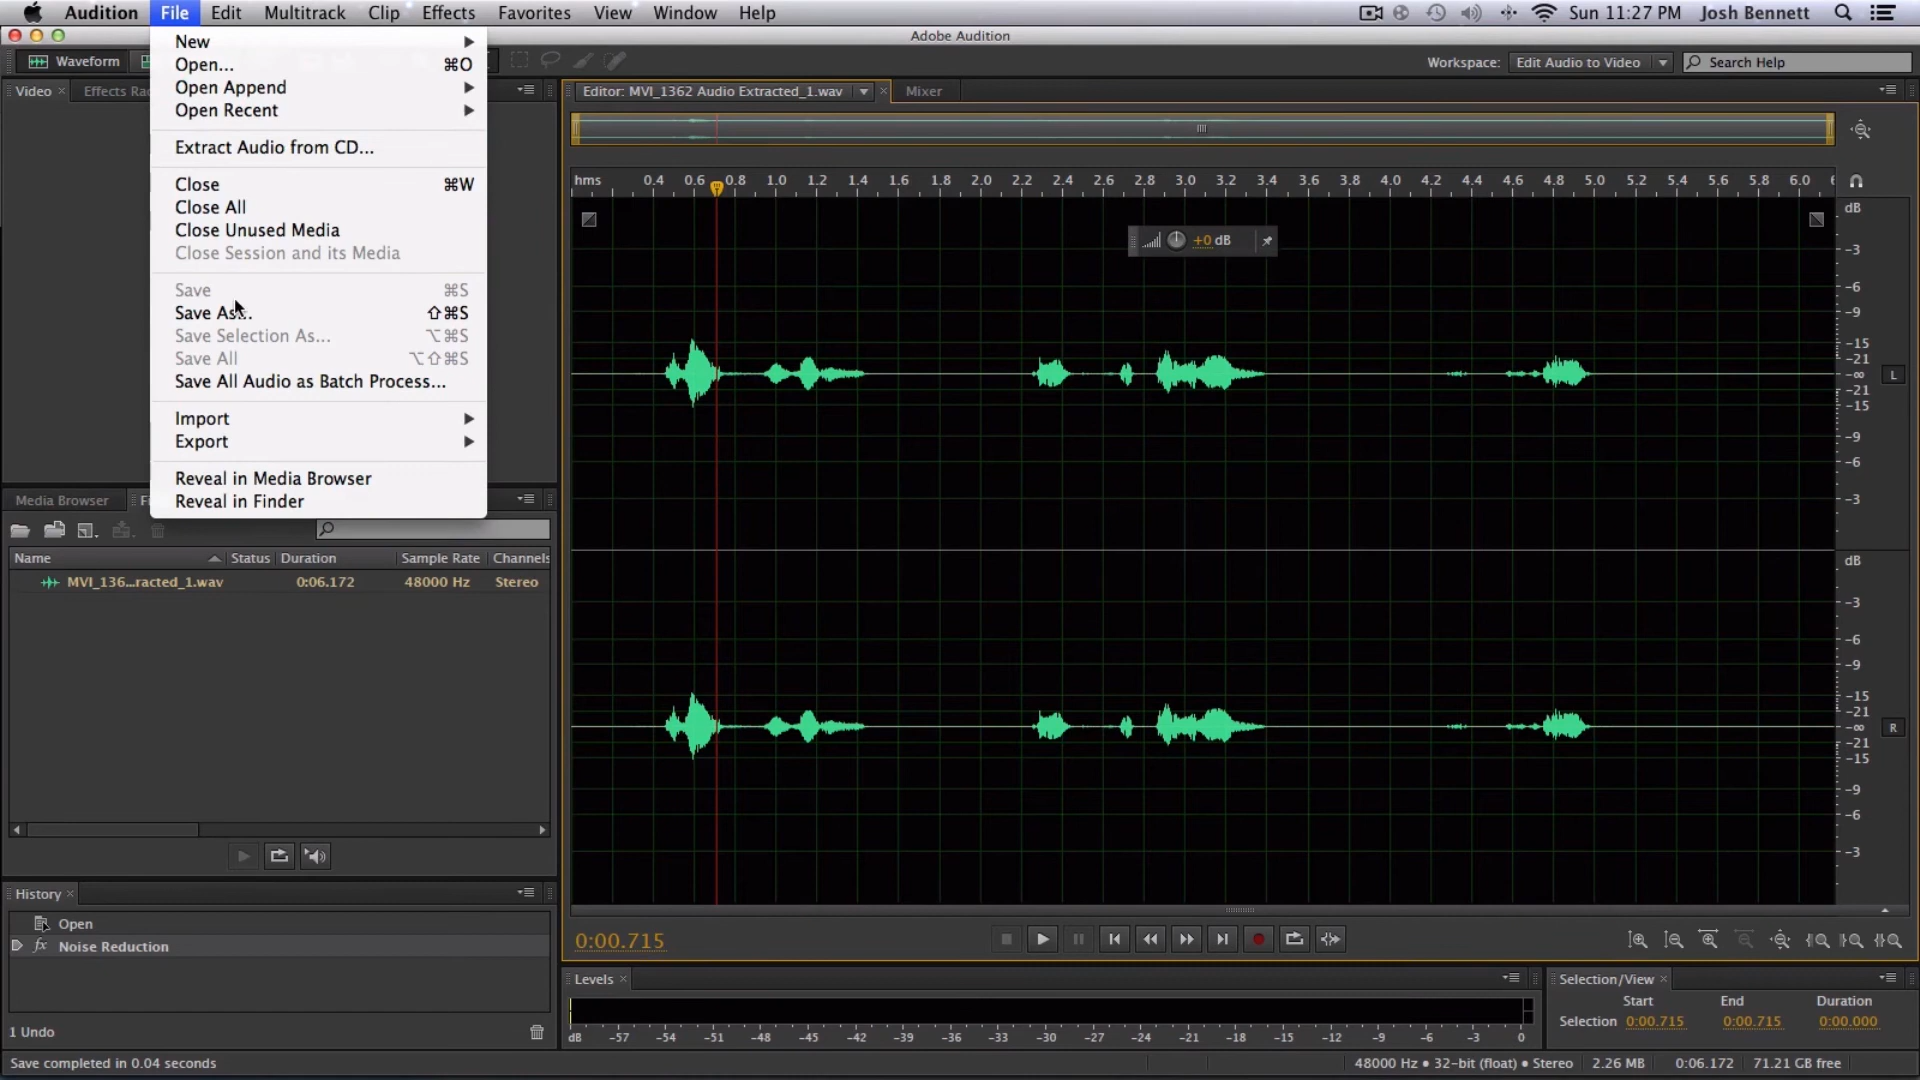 Audition File Edit Multitrack Clip Effects Favorites View Window Help Sun 11:27 PM Josh Bennett
Adobe Audition
Waveform
Workspace: Edit Audio to Video Search Help
Video × Effects
New
Open... ⌘O
Open Append
Open Recent
Extract Audio from CD...
Close ⌘W
Close All
Close Unused Media
Close Session and its Media
Save ⌘S
Save As... ⇧⌘S
Save Selection As... ⌥⌘S
Save All ⌥⇧⌘S
Save All Audio as Batch Process...
Import
Export
Reveal in Media Browser
Reveal in Finder
Editor: MVI_1362 Audio Extracted_1.wav × Mixer
hms 0.4 0.6 0.8 1.0 1.2 1.4 1.6 1.8 2.0 2.2 2.4 2.6 2.8 3.0 3.2 3.4 3.6 3.8 4.0 4.2 4.4 4.6 4.8 5.0 5.2 5.4 5.6 5.8 6.0
+0 dB
dB
-3
-6
-9
-15
-21
-∞
-21
-15
-9
-6
-3
L
dB
-3
-6
-9
-15
-21
-∞
-21
-15
-9
-6
-3
R
Media Browser
Name Status Duration Sample Rate Channels
MVI_136...racted_1.wav 0:06.172 48000 Hz Stereo
History ×
Open
fx Noise Reduction
1 Undo
0:00.715
Levels ×
dB -57 -54 -51 -48 -45 -42 -39 -36 -33 -30 -27 -24 -21 -18 -15 -12 -9 -6 -3 0
Selection/View ×
Start End Duration
Selection 0:00.715 0:00.715 0:00.000
Save completed in 0.04 seconds
48000 Hz • 32-bit (float) • Stereo 2.26 MB 0:06.172 71.21 GB free